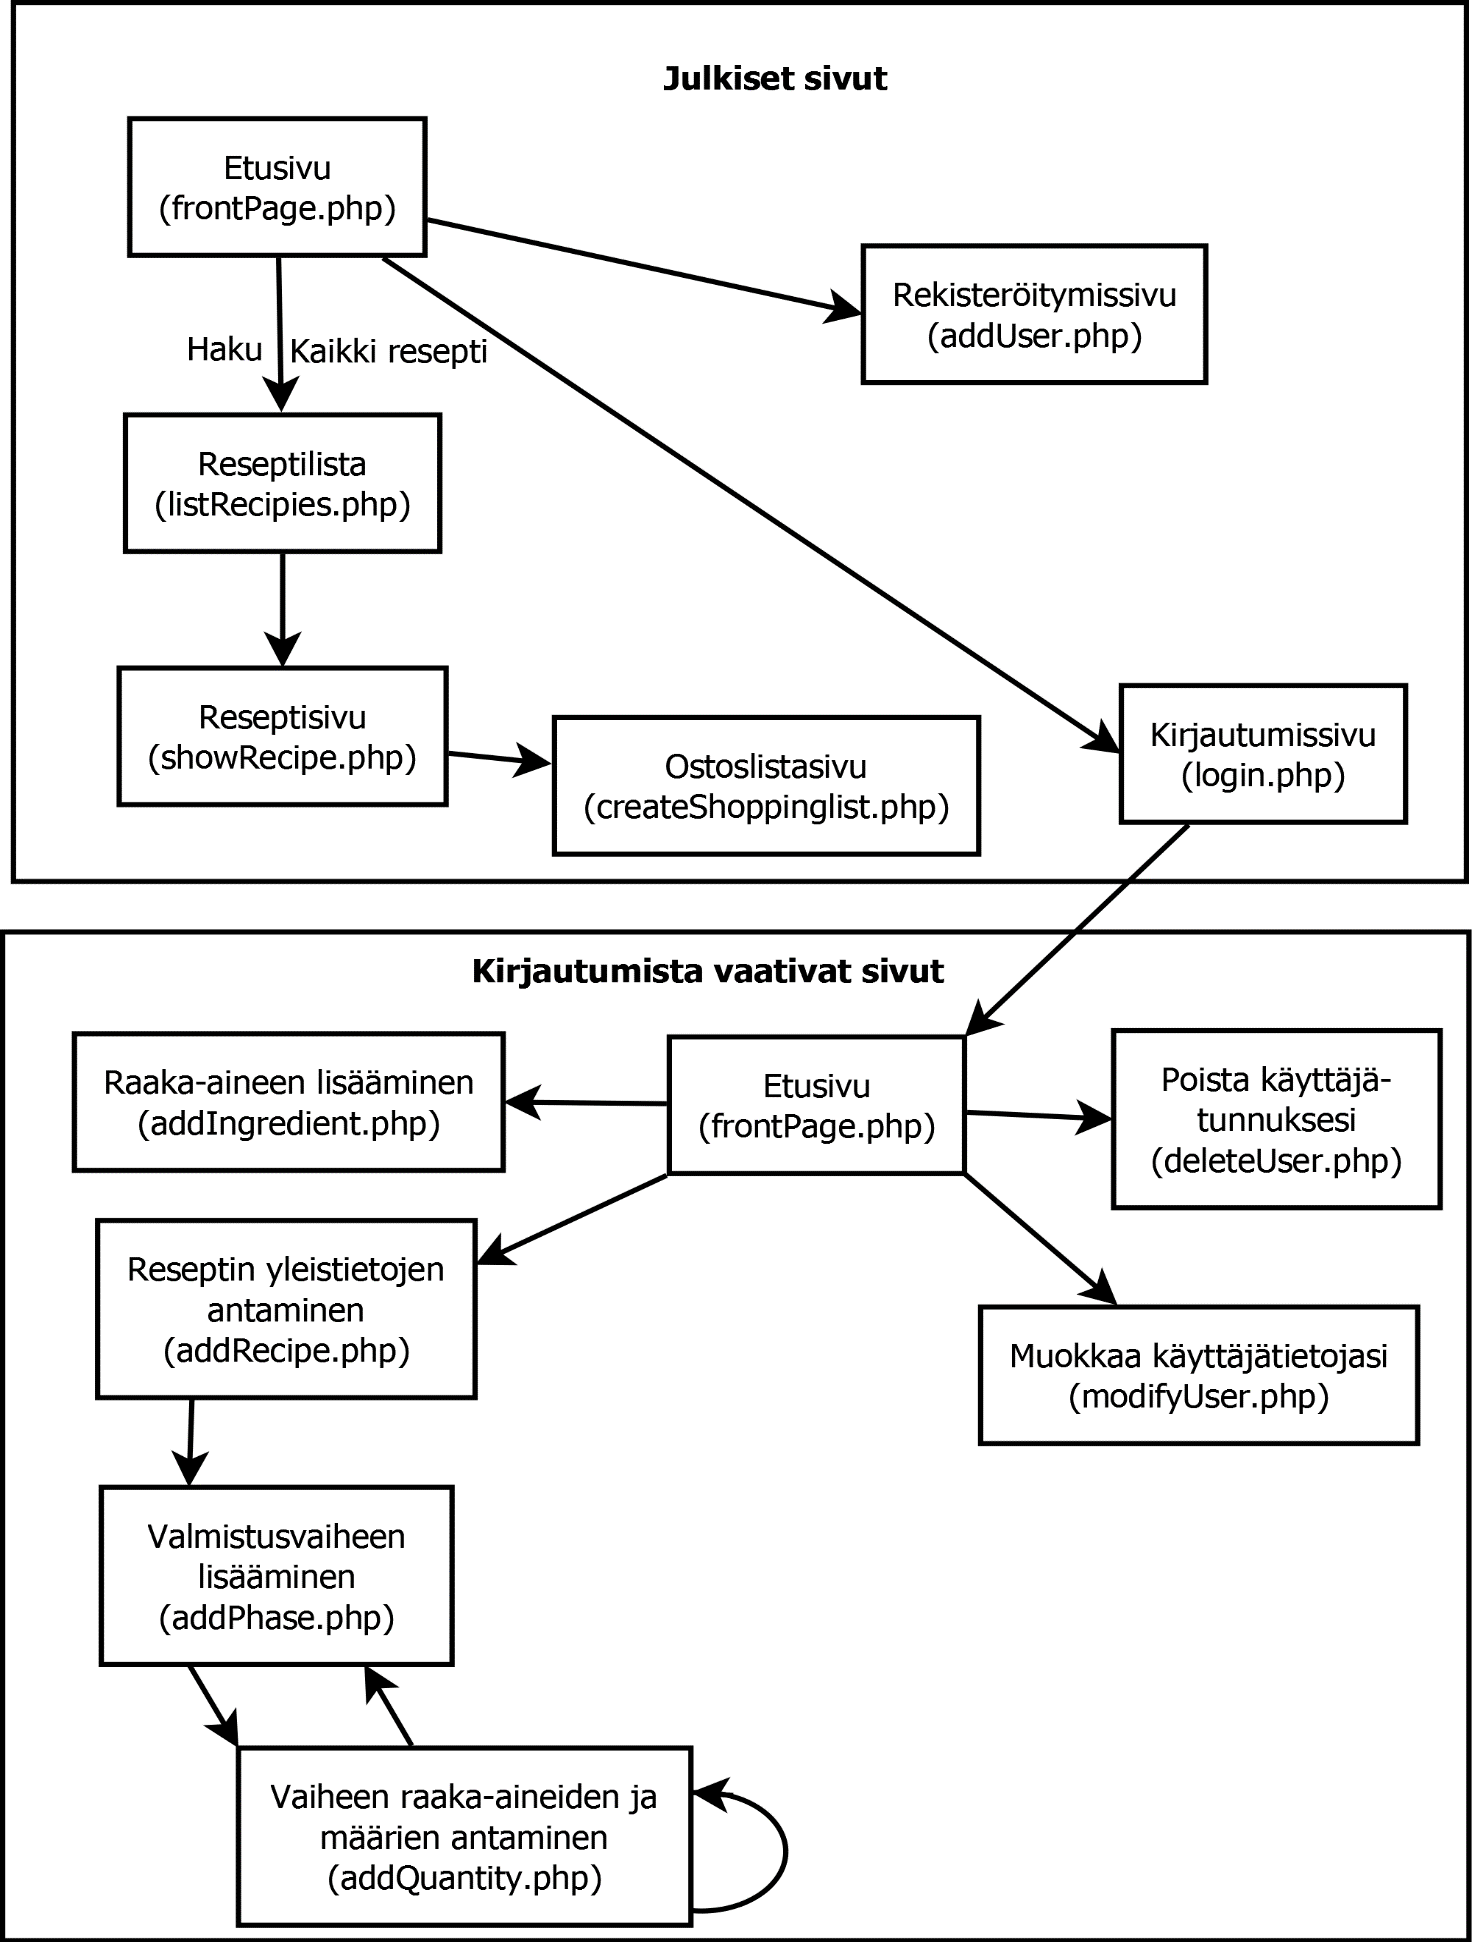 Julkiset sivut
Etusivu
(frontPage.php)
Rekisteröitymissivu
(addUser.php)
Haku
Kaikki resepti
Reseptilista
(listRecipies.php)
Reseptisivu
(showRecipe.php)
Ostoslistasivu
(createShoppinglist.php)
Kirjautumissivu
(login.php)
Kirjautumista vaativat sivut
Raaka-aineen lisääminen
(addIngredient.php)
Etusivu
(frontPage.php)
Poista käyttäjä-
tunnuksesi
(deleteUser.php)
Reseptin yleistietojen
antaminen
(addRecipe.php)
Muokkaa käyttäjätietojasi
(modifyUser.php)
Valmistusvaiheen
lisääminen
(addPhase.php)
Vaiheen raaka-aineiden ja
määrien antaminen
(addQuantity.php)